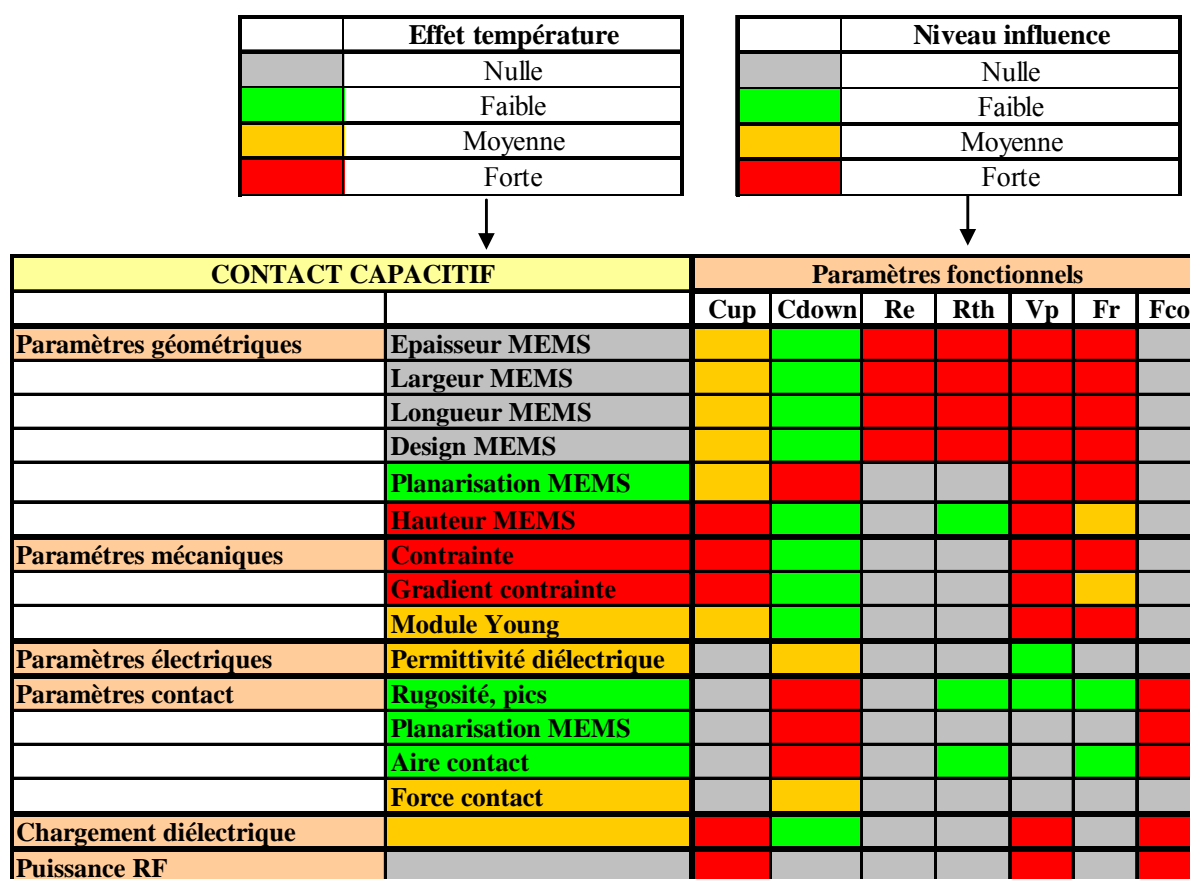 Effet température
Nulle
Faible
Moyenne
Forte
Niveau influence
Nulle
Faible
Moyenne
Forte
CONTACT CAPACITIF Paramètres fonctionnels
Cup Cdown Re Rth Vp Fr Fco
Paramètres géométriques Epaisseur MEMS
Largeur MEMS
Longueur MEMS
Design MEMS
Planarisation MEMS
Hauteur MEMS
Paramétres mécaniques Contrainte
Gradient contrainte
Module Young
Paramètres électriques Permittivité diélectrique
Paramètres contact Rugosité, pics
Planarisation MEMS
Aire contact
Force contact
Chargement diélectrique
Puissance RF